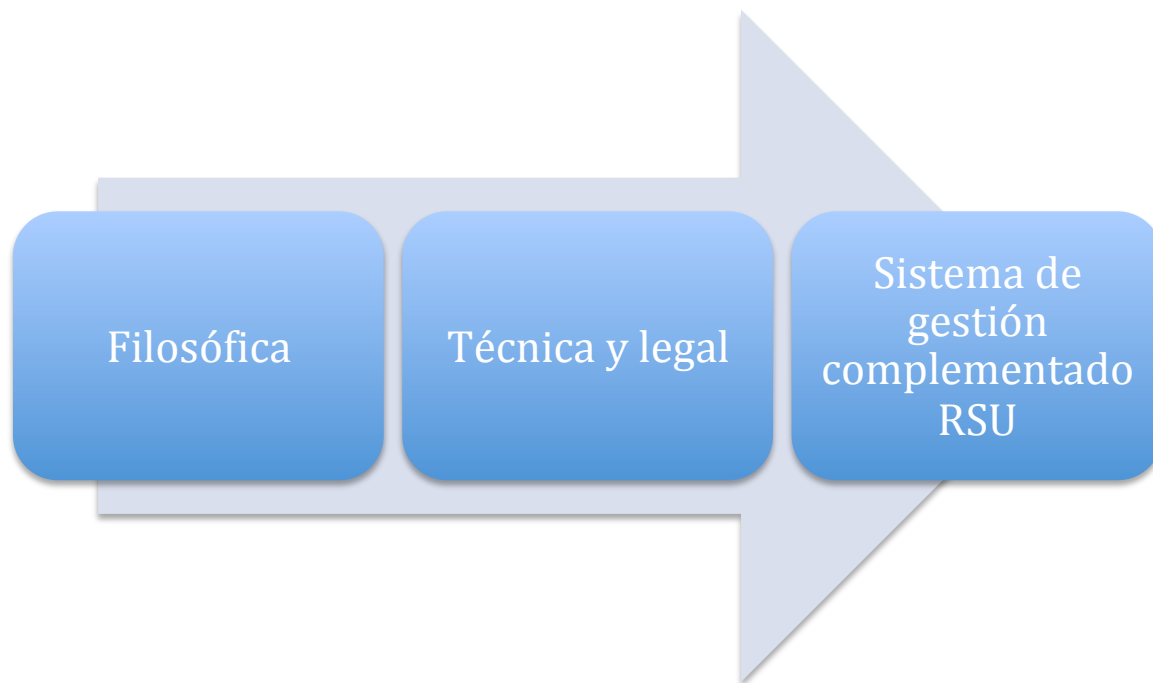 Filosófica
Técnica y legal
Sistema de
gestión
complementado
RSU